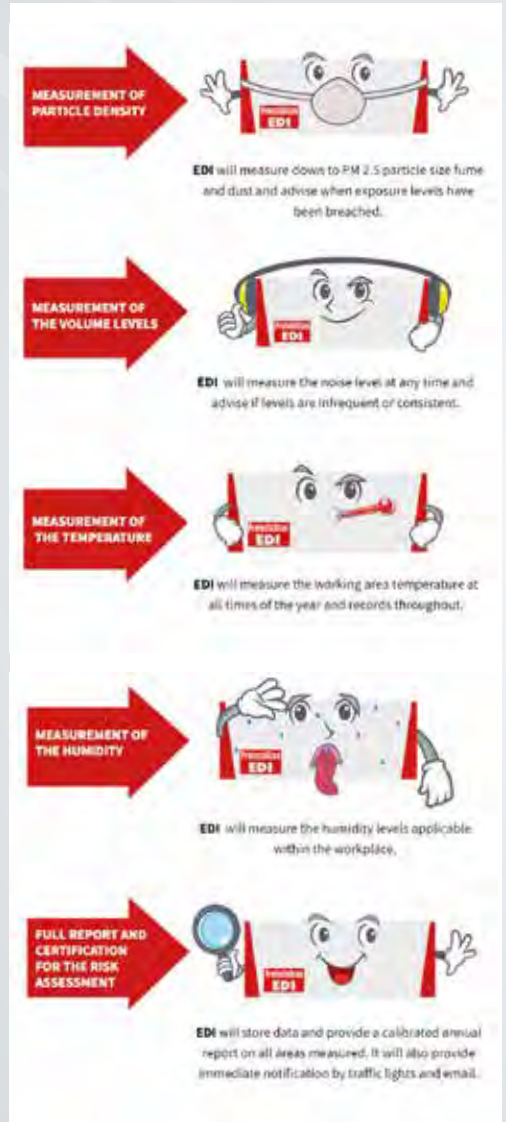 MEASUREMENT OF
PARTICLE DENSITY
EDI
EDI will measure down to PM 2.5 particle size fume
and dust and advise when exposure levels have
been breached.
MEASUREMENT OF
THE VOLUME LEVELS
EDI
EDI will measure the noise level at any time and
advise if levels are infrequent or consistent.
MEASUREMENT OF
THE TEMPERATURE
EDI
EDI will measure the working area temperature at
all times of the year and records throughout.
MEASUREMENT OF
THE HUMIDITY
EDI
EDI will measure the humidity levels applicable
within the workplace.
FULL REPORT AND
CERTIFICATION
FOR THE RISK
ASSESSMENT
EDI
EDI will store data and provide a calibrated annual
report on all areas measured. It will also provide
immediate notification by traffic lights and email.